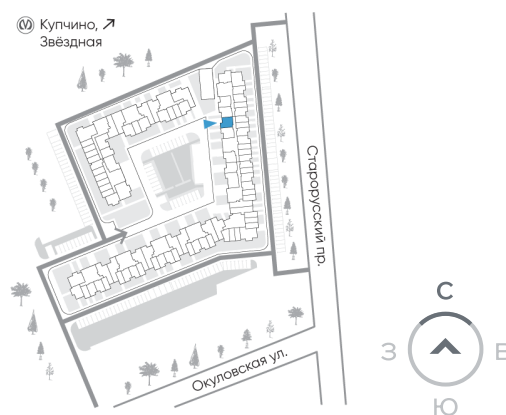 Купчино, ↗
Звёздная
Старорусский пр.
Окуловская ул.
С
З
В
Ю